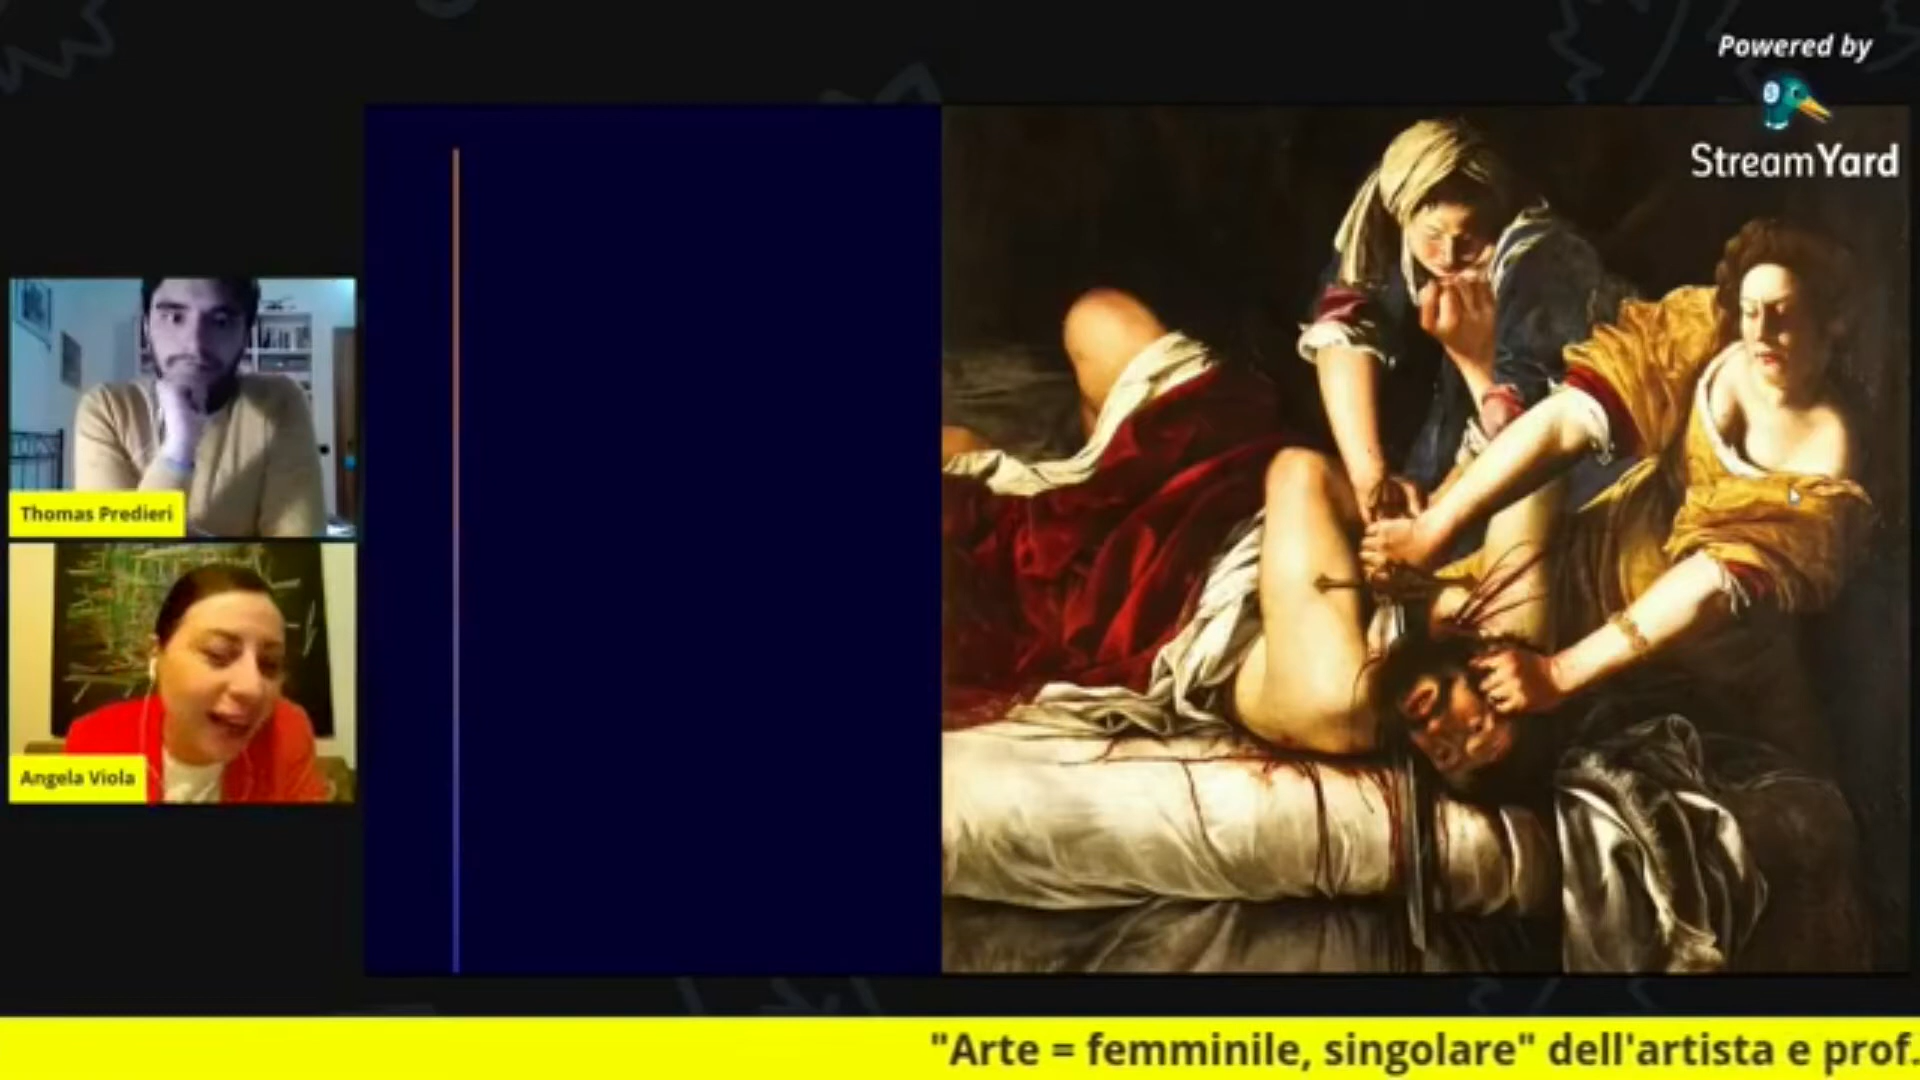 Powered by
StreamYard
Thomas Predieri
Angela Viola
"Arte = femminile, singolare" dell'artista e prof.